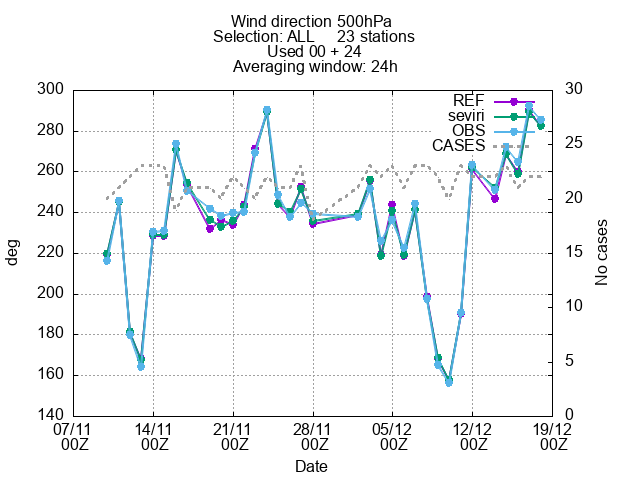 Wind direction 500hPa
Selection: ALL 23 stations
Used 00 + 24
Averaging window: 24h
REF
seviri
OBS
CASES
300
280
260
240
220
200
180
160
140
deg
30
25
20
15
10
5
0
No cases
07/11 14/11 21/11 28/11 05/12 12/12 19/12
00Z 00Z 00Z 00Z 00Z 00Z 00Z
Date